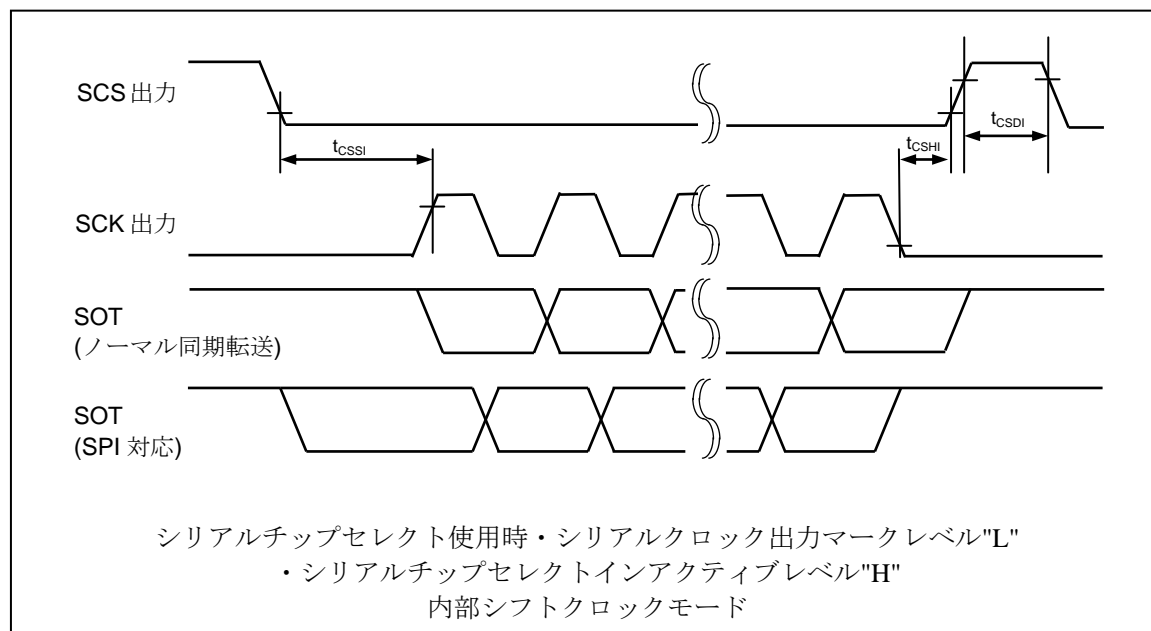 SCS 出力
tCSSI
tCSHI
tCSDI
SCK 出力
SOT
(ノーマル同期転送)
SOT
(SPI 対応)
シリアルチップセレクト使用時・シリアルクロック出力マークレベル"L"
・シリアルチップセレクトインアクティブレベル"H"
内部シフトクロックモード